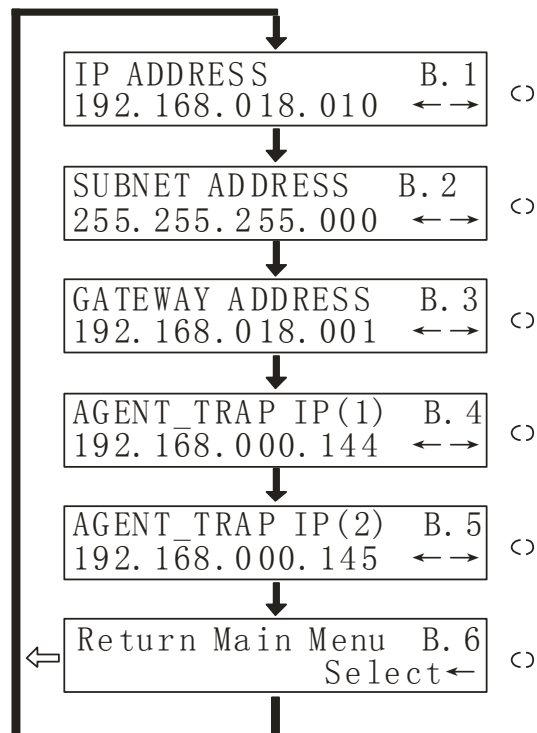 IP ADDRESS B.1
192.168.018.010 ←→
SUBNET ADDRESS B.2
255.255.255.000 ←→
GATEWAY ADDRESS B.3
192.168.018.001 ←→
AGENT_TRAP IP(1) B.4
192.168.000.144 ←→
AGENT_TRAP IP(2) B.5
192.168.000.145 ←→
Return Main Menu B.6
Select←